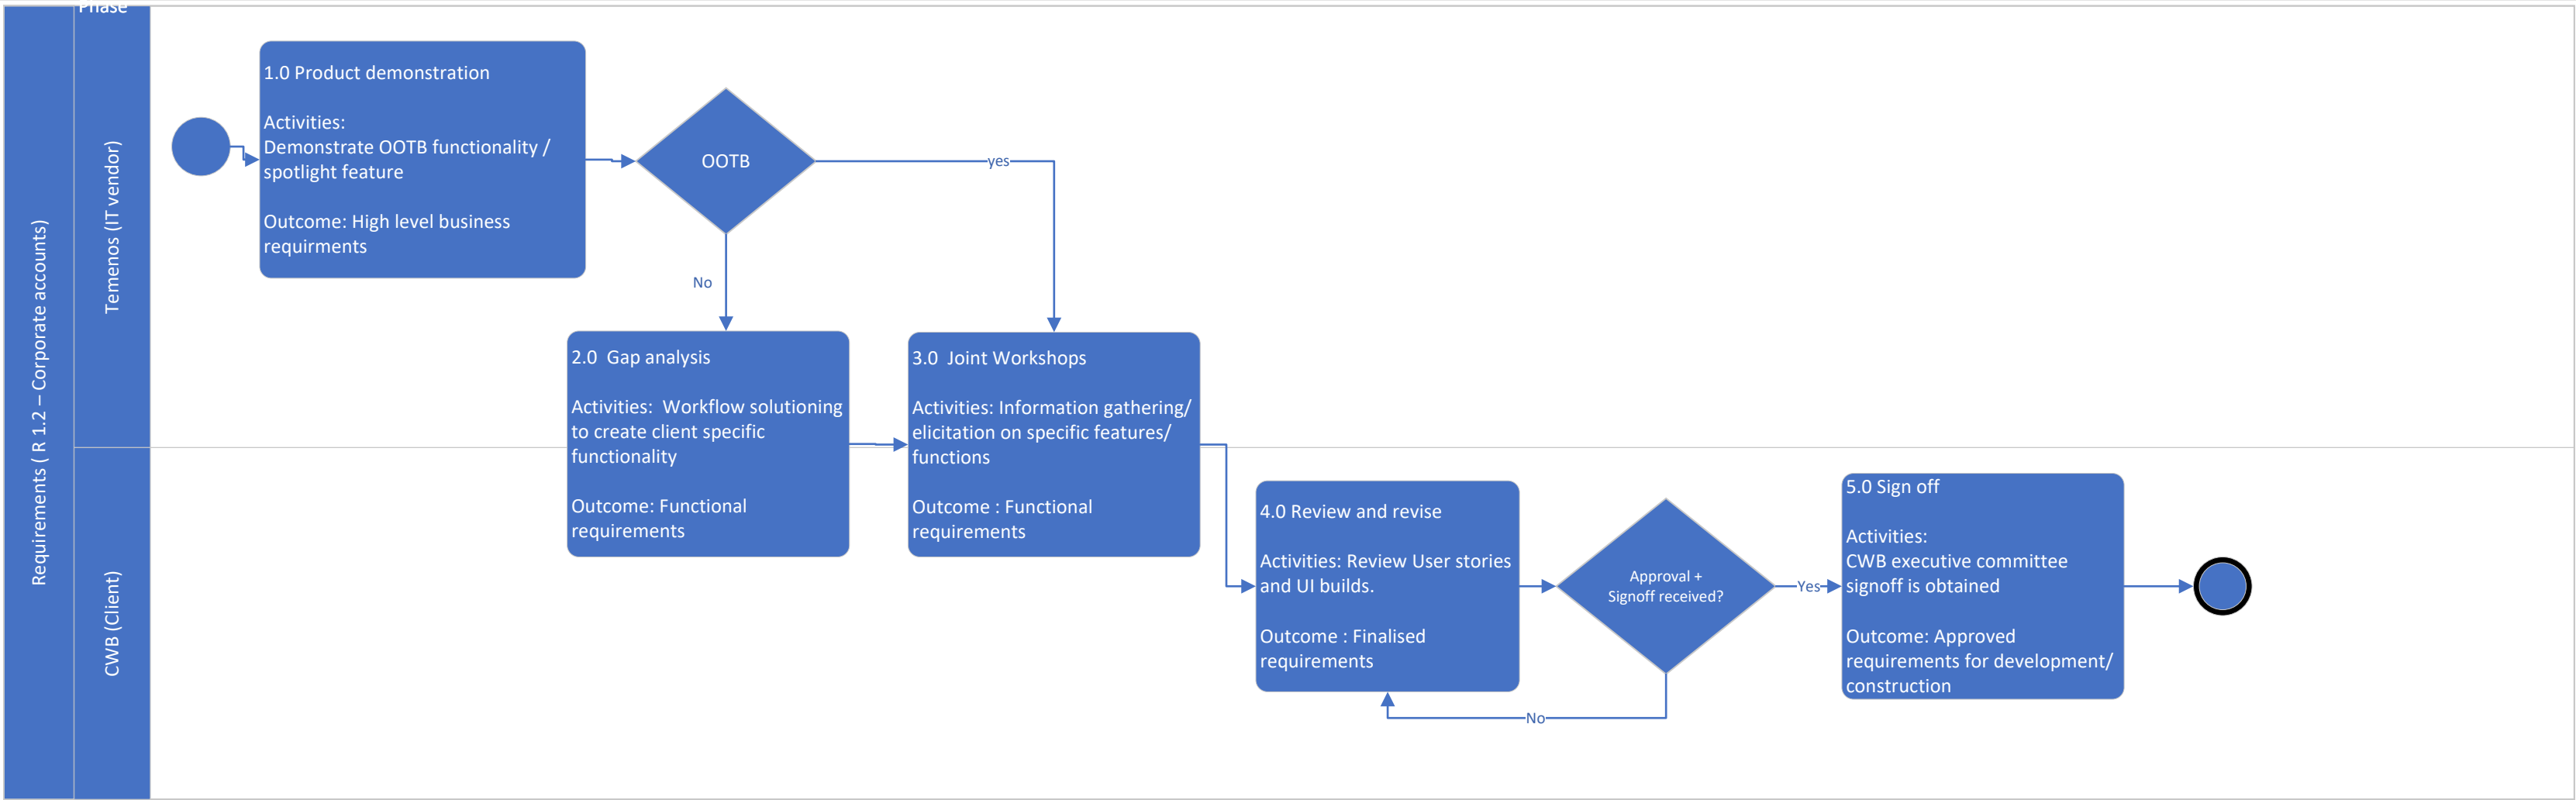 Phase
Requirements ( R 1.2 – Corporate accounts)
Temenos (IT vendor)
CWB (Client)
1.0 Product demonstration
Activities:
Demonstrate OOTB functionality /
spotlight feature
Outcome: High level business
requirments
OOTB
yes
No
2.0  Gap analysis
Activities:  Workflow solutioning
to create client specific
functionality
Outcome: Functional
requirements
3.0  Joint Workshops
Activities: Information gathering/
elicitation on specific features/
functions
Outcome : Functional
requirements
4.0 Review and revise
Activities: Review User stories
and UI builds.
Outcome : Finalised
requirements
Approval +
Signoff received?
Yes
No
5.0 Sign off
Activities:
CWB executive committee
signoff is obtained
Outcome: Approved
requirements for development/
construction